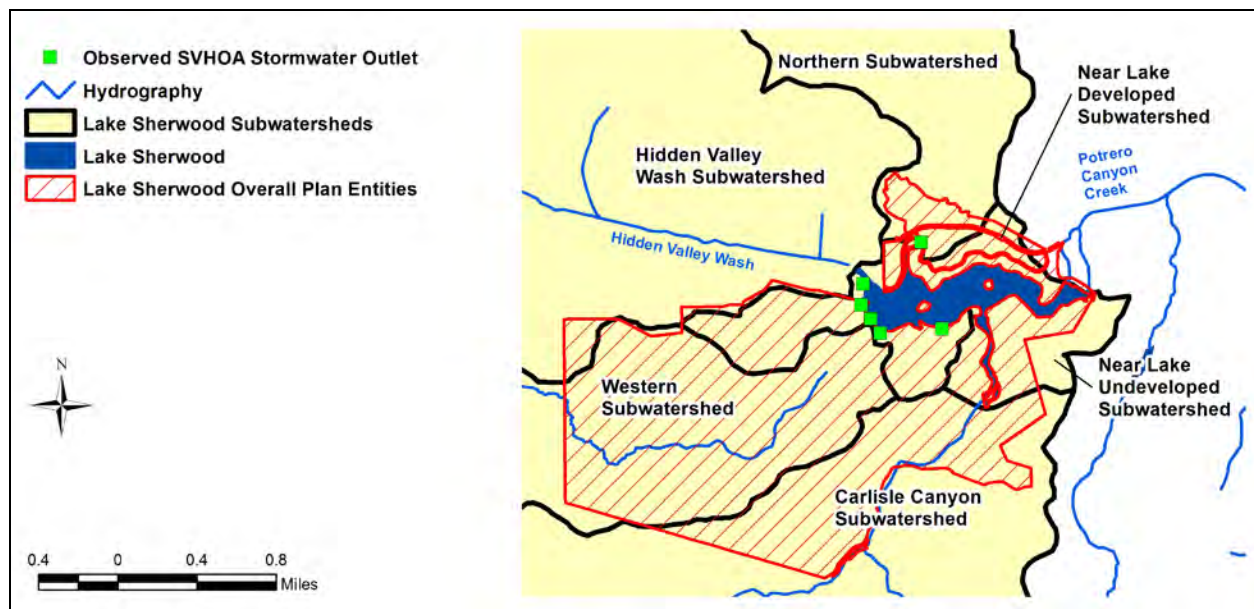 Observed SVHOA Stormwater Outlet
Hydrography
Lake Sherwood Subwatersheds
Lake Sherwood
Lake Sherwood Overall Plan Entities
N
0.4 0 0.4 0.8
Miles
Northern Subwatershed
Near Lake
Developed
Subwatershed
Hidden Valley
Wash Subwatershed
Potrero
Canyon
Creek
Hidden Valley Wash
Western
Subwatershed
Near Lake
Undeveloped
Subwatershed
Carlisle Canyon
Subwatershed